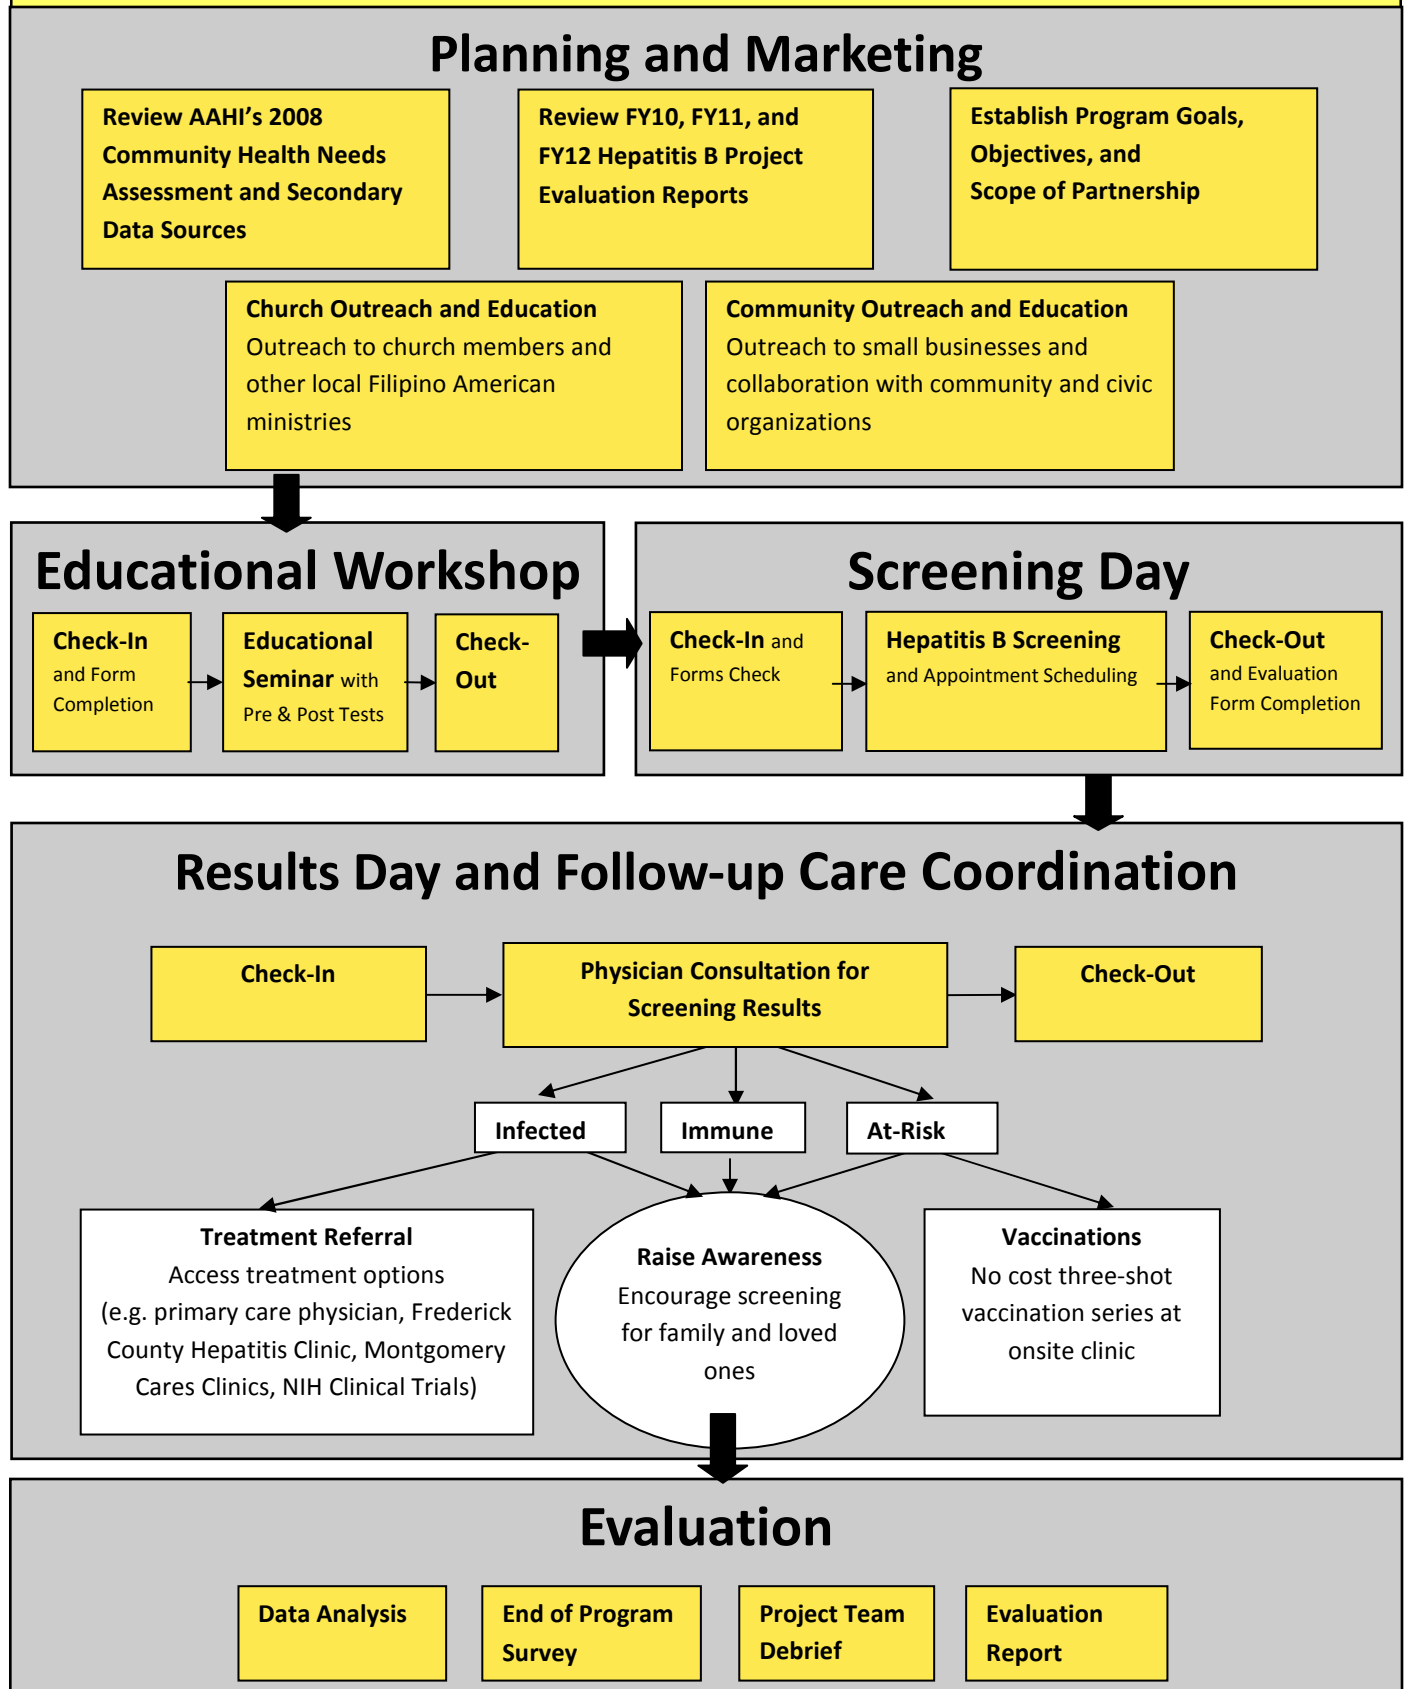 Planning and Marketing
Review AAHI's 2008
Community Health Needs
Assessment and Secondary
Data Sources
Review FY10, FY11, and
FY12 Hepatitis B Project
Evaluation Reports
Establish Program Goals,
Objectives, and
Scope of Partnership
Church Outreach and Education
Outreach to church members and
other local Filipino American
ministries
Community Outreach and Education
Outreach to small businesses and
collaboration with community and civic
organizations
Educational Workshop
Check-In
and Form
Completion
Educational
Seminar with
Pre & Post Tests
Check-
Out
Screening Day
Check-In and
Forms Check
Hepatitis B Screening
and Appointment Scheduling
Check-Out
and Evaluation
Form Completion
Results Day and Follow-up Care Coordination
Check-In
Physician Consultation for
Screening Results
Check-Out
Infected
Immune
At-Risk
Treatment Referral
Access treatment options
(e.g. primary care physician, Frederick
County Hepatitis Clinic, Montgomery
Cares Clinics, NIH Clinical Trials)
Raise Awareness
Encourage screening
for family and loved
ones
Vaccinations
No cost three-shot
vaccination series at
onsite clinic
Evaluation
Data Analysis
End of Program
Survey
Project Team
Debrief
Evaluation
Report